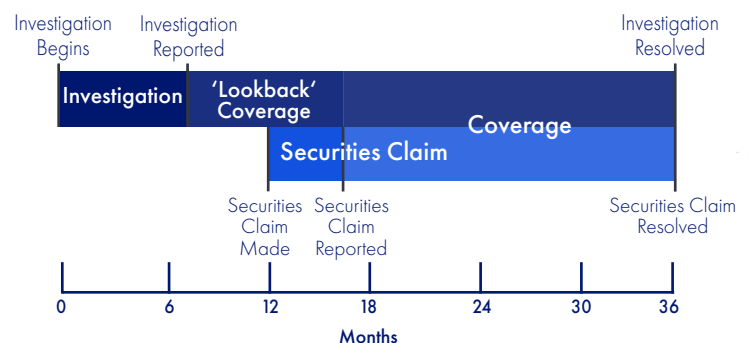 Investigation
Begins
Investigation
Reported
Investigation
Resolved
Investigation
‘Lookback‘
Coverage
Coverage
Securities Claim
Securities
Claim
Made
Securities
Claim
Reported
Securities Claim
Resolved
0 6 12 18 24 30 36
Months